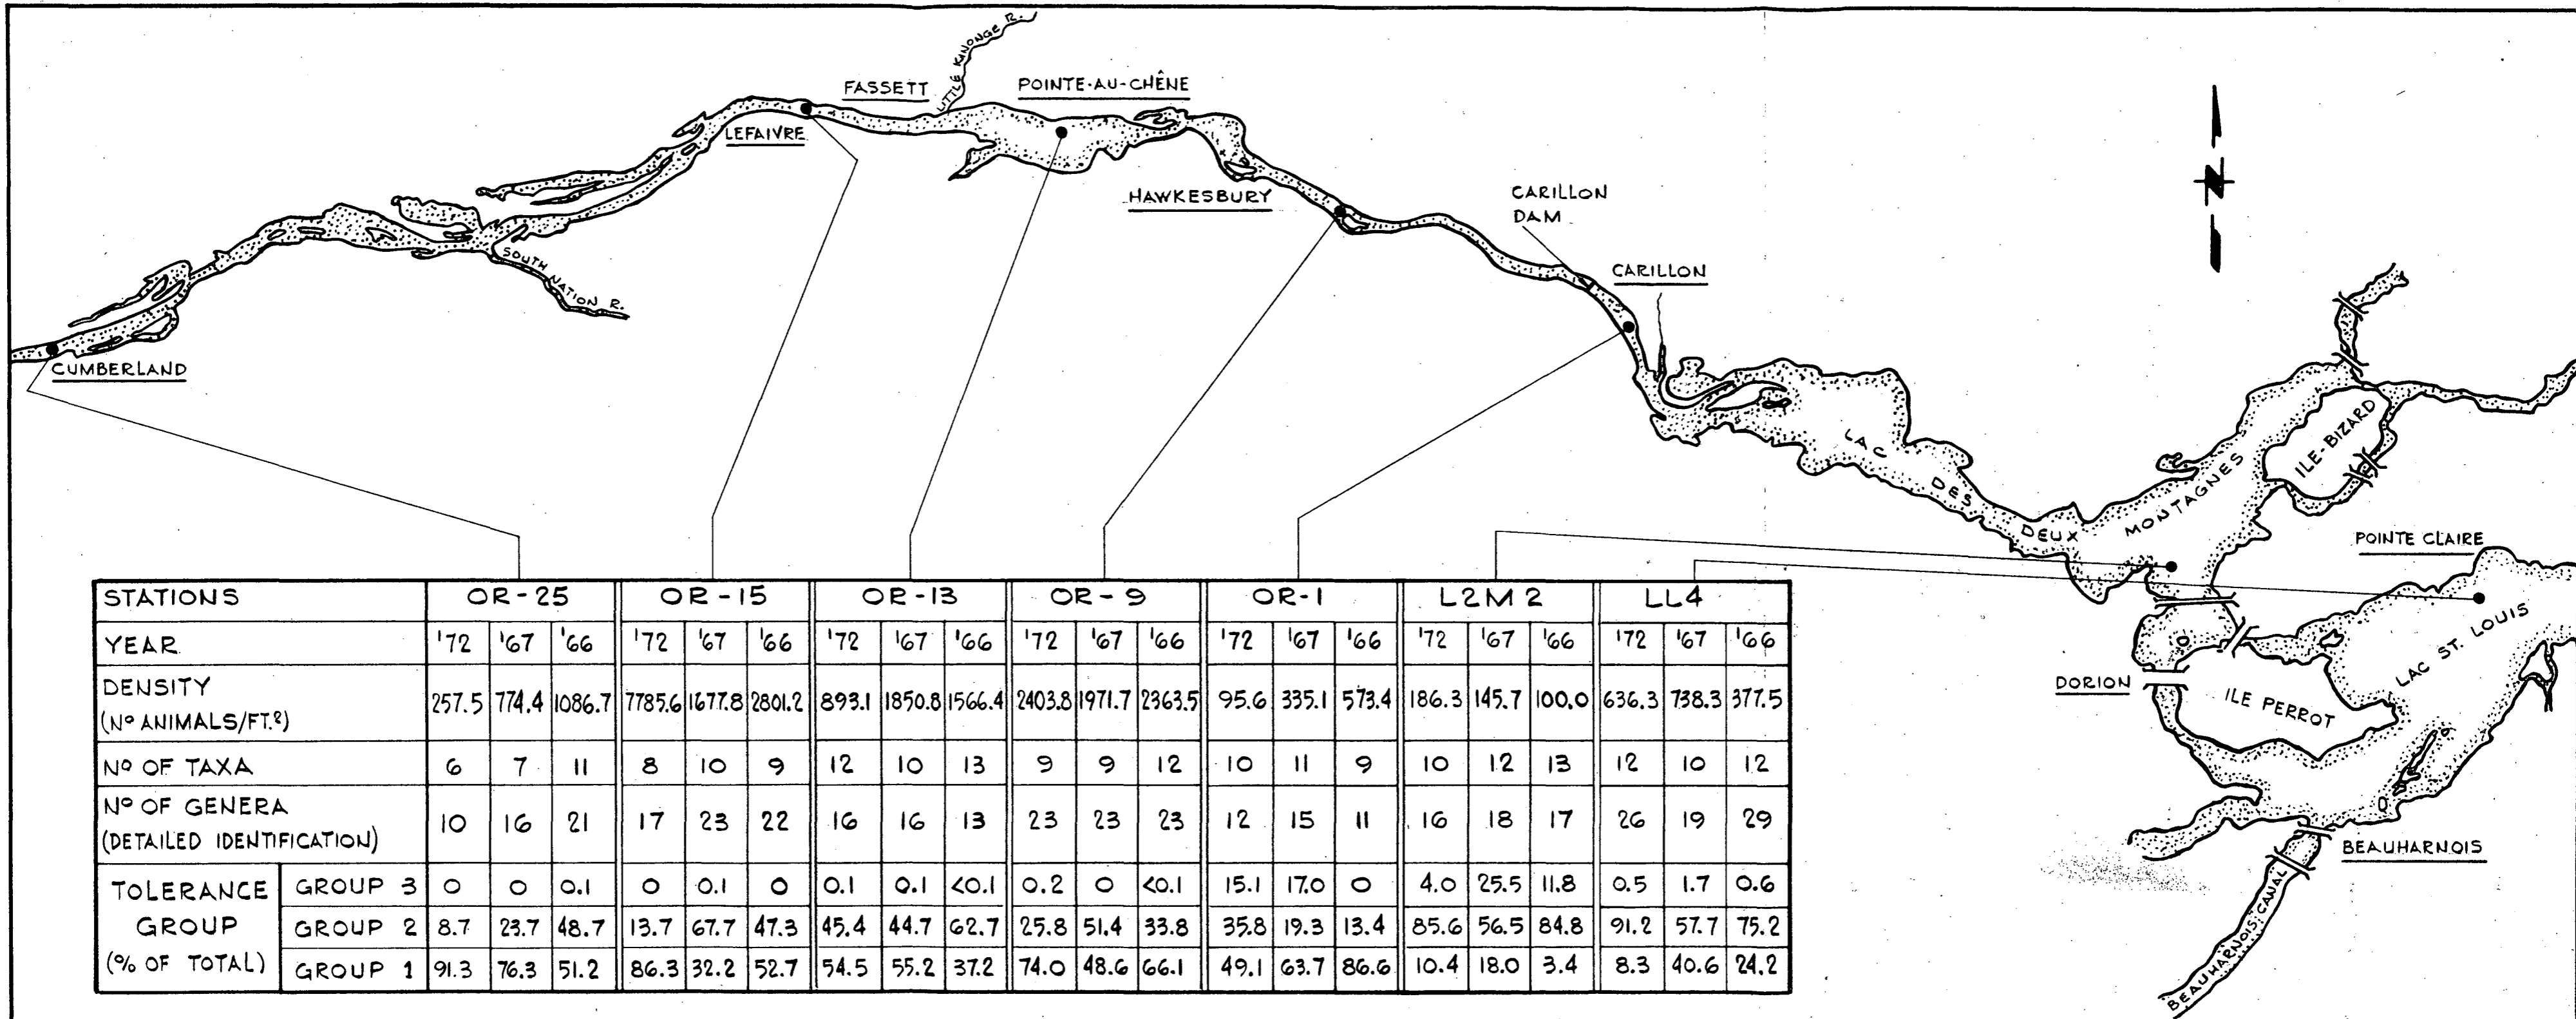 LITTLE KINONGE R.
FASSETT
POINTE-AU-CHÊNE
LEFAIVRE
HAWKESBURY
CARILLON
DAM
CARILLON
N
SOUTH NATION R.
CUMBERLAND
LAC DES DEUX MONTAGNES
ILE-BIZARD
POINTE CLAIRE
LAC ST. LOUIS
DORION
ILE PERROT
BEAUHARNOIS
BEAUHARNOIS CANAL
STATIONS OR-25 OR-15 OR-13 OR-9 OR-1 L2M2 LL4
YEAR '72 '67 '66 '72 '67 '66 '72 '67 '66 '72 '67 '66 '72 '67 '66 '72 '67 '66 '72 '67 '66
DENSITY
(Nº ANIMALS/FT.²) 257.5 774.4 1086.7 7785.6 1677.8 2801.2 893.1 1850.8 1566.4 2403.8 1971.7 2363.5 95.6 335.1 573.4 186.3 145.7 100.0 636.3 738.3 377.5
Nº OF TAXA 6 7 11 8 10 9 12 10 13 9 9 12 10 11 9 10 12 13 12 10 12
Nº OF GENERA
(DETAILED IDENTIFICATION) 10 16 21 17 23 22 16 16 13 23 23 23 12 15 11 16 18 17 26 19 29
TOLERANCE
GROUP
(% OF TOTAL)
GROUP 3 0 0 0.1 0 0.1 0 0.1 0.1 <0.1 0.2 0 <0.1 15.1 17.0 0 4.0 25.5 11.8 0.5 1.7 0.6
GROUP 2 8.7 23.7 48.7 13.7 67.7 47.3 45.4 44.7 62.7 25.8 51.4 33.8 35.8 19.3 13.4 85.6 56.5 84.8 91.2 57.7 75.2
GROUP 1 91.3 76.3 51.2 86.3 32.2 52.7 54.5 55.2 37.2 74.0 48.6 66.1 49.1 63.7 86.6 10.4 18.0 3.4 8.3 40.6 24.2